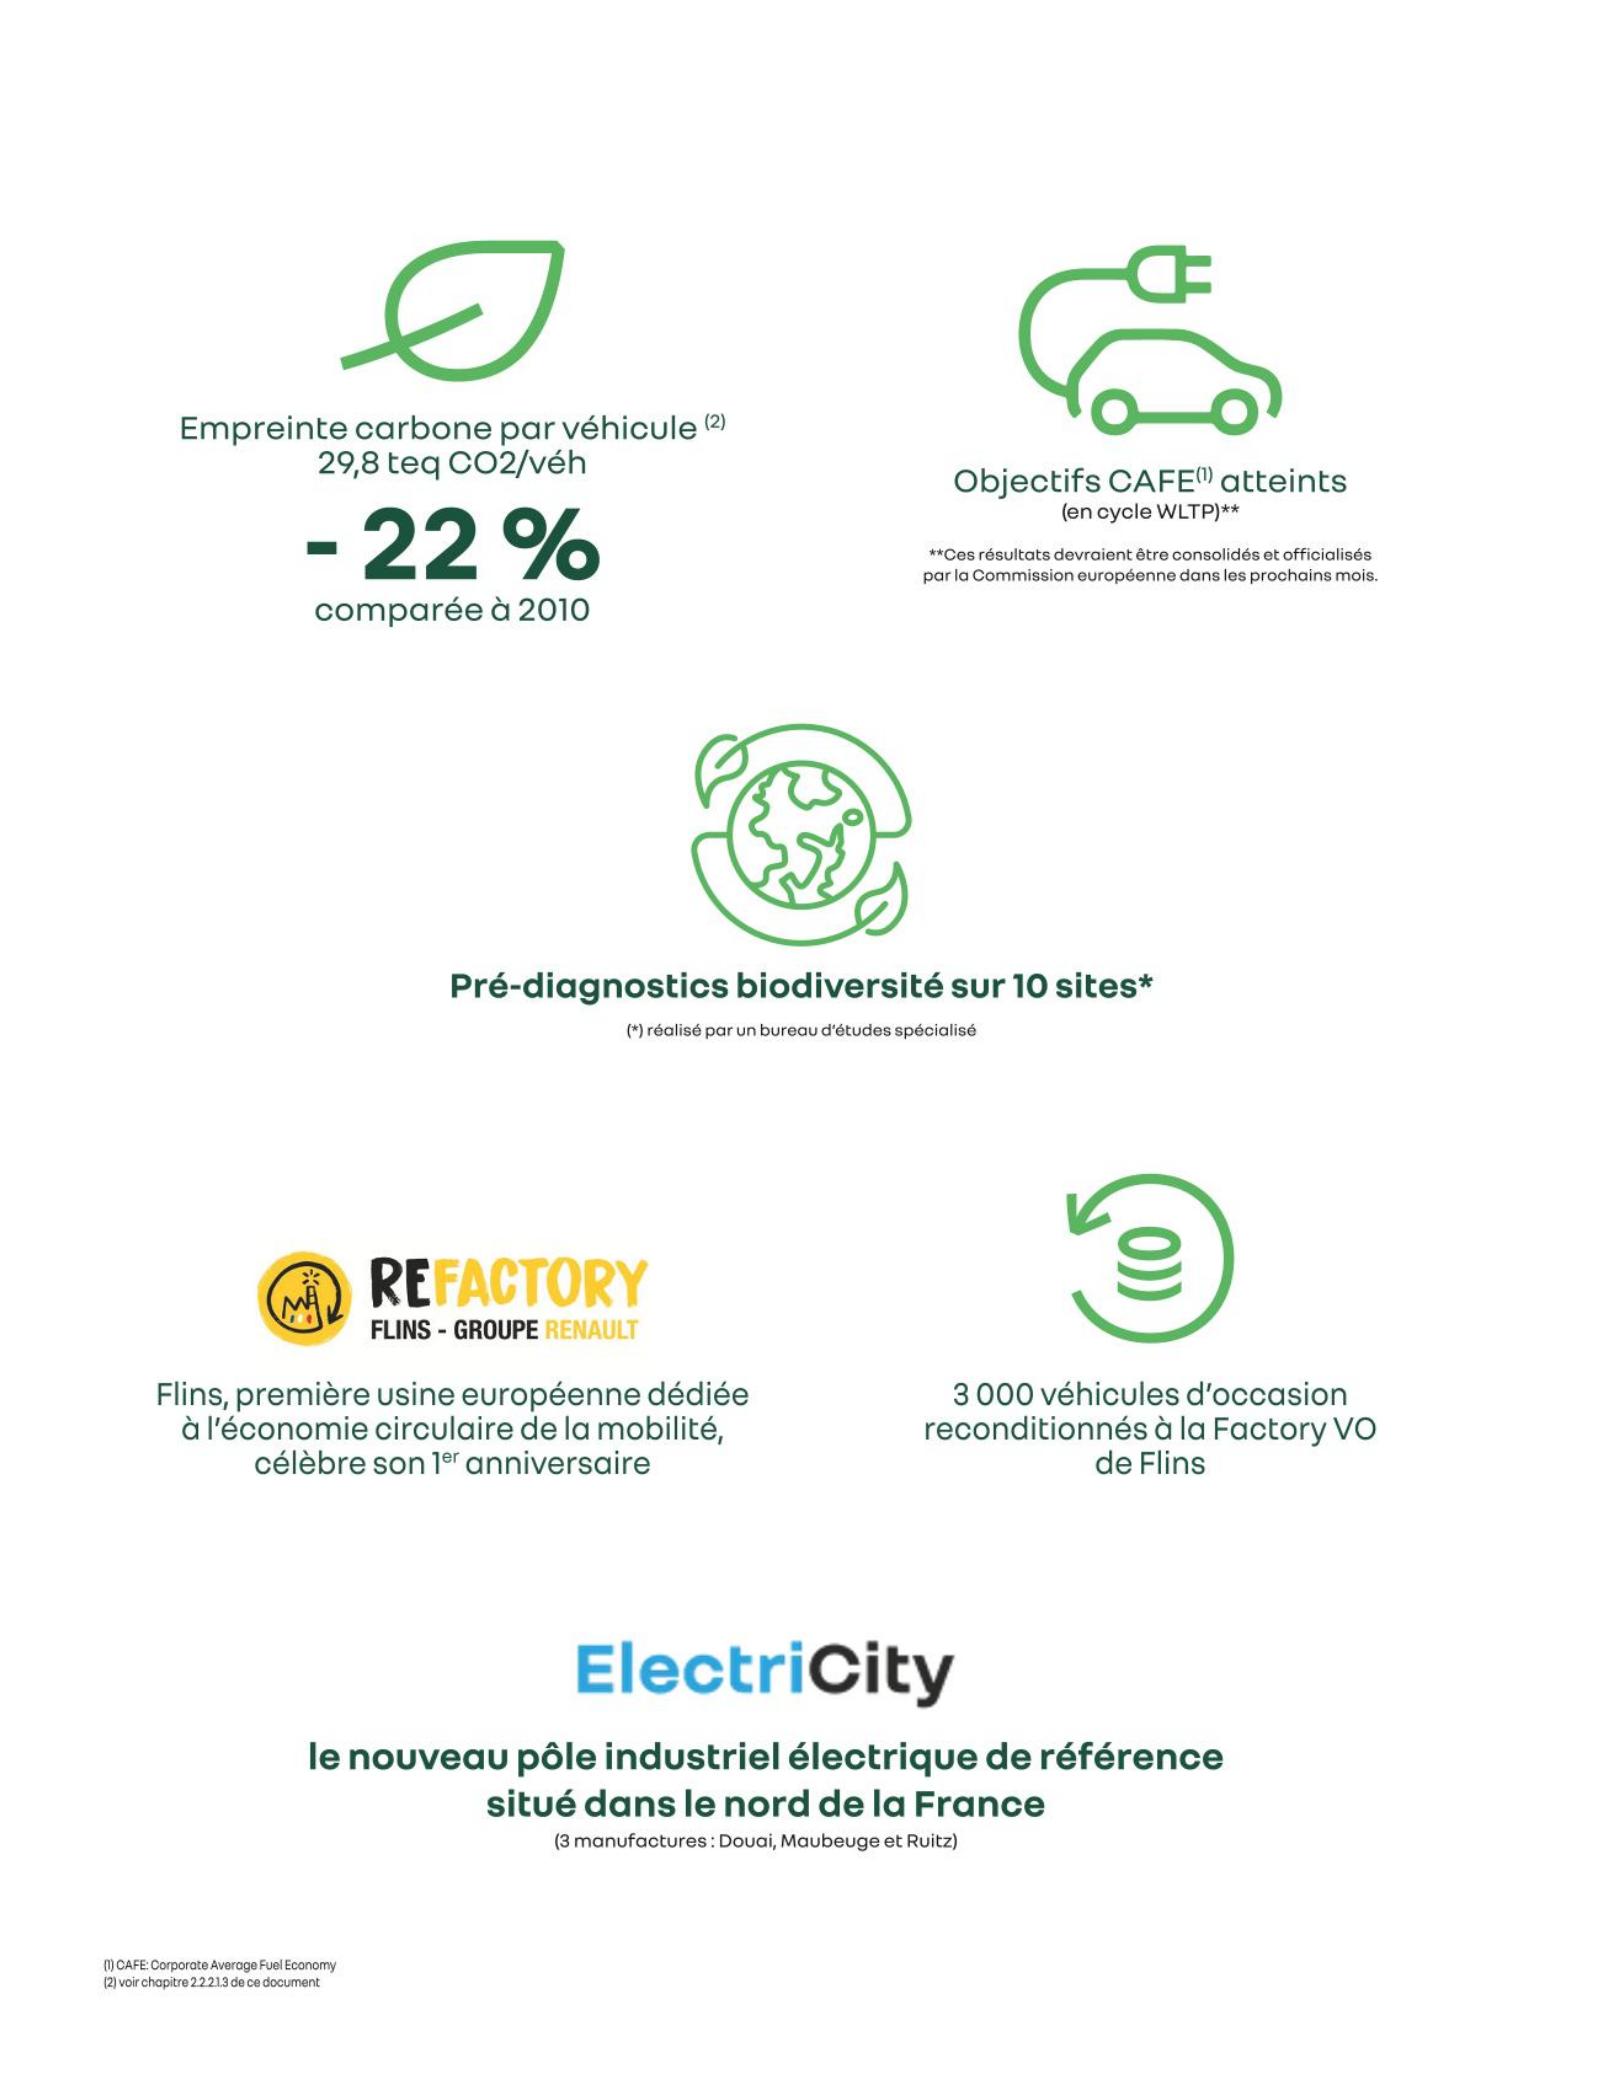 Empreinte carbone par véhicule (2)
29,8 teq CO2/véh
- 22 %
comparée à 2010
Objectifs CAFE(1) atteints
(en cycle WLTP)**
**Ces résultats devraient être consolidés et officialisés
par la Commission européenne dans les prochains mois.
Pré-diagnostics biodiversité sur 10 sites*
(*) réalisé par un bureau d'études spécialisé
REFACTORY
FLINS - GROUPE RENAULT
Flins, première usine européenne dédiée
à l'économie circulaire de la mobilité,
célèbre son 1er anniversaire
3 000 véhicules d'occasion
reconditionnés à la Factory VO
de Flins
ElectriCity
le nouveau pôle industriel électrique de référence
situé dans le nord de la France
(3 manufactures : Douai, Maubeuge et Ruitz)
(1) CAFE: Corporate Average Fuel Economy
(2) voir chapitre 2.2.2.1.3 de ce document